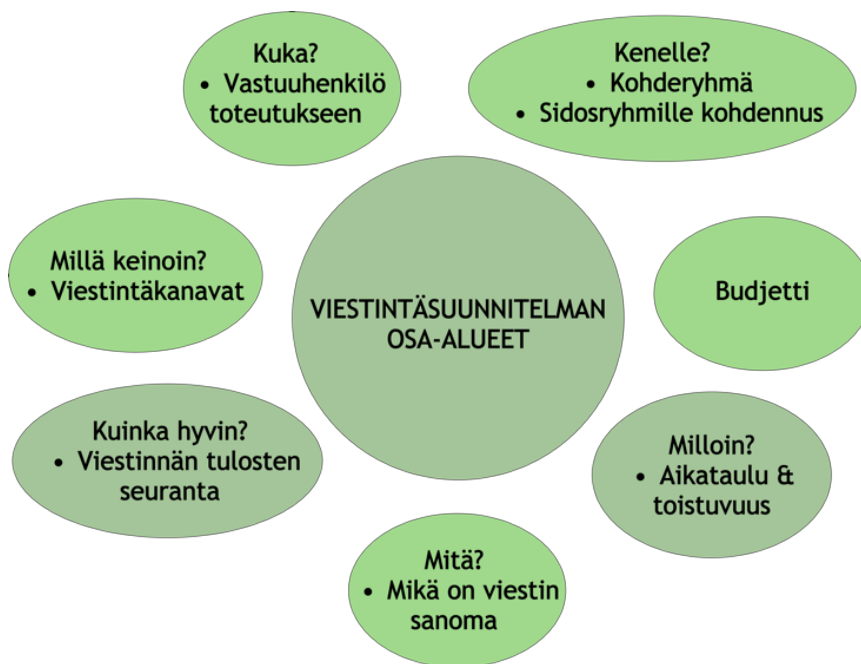 Kuka?
• Vastuuhenkilö
toteutukseen
Kenelle?
• Kohderyhmä
• Sidosryhmille kohdennus
Millä keinoin?
• Viestintäkanavat
VIESTINTÄSUUNNITELMAN
OSA-ALUEET
Budjetti
Kuinka hyvin?
• Viestinnän tulosten
seuranta
Milloin?
• Aikataulu &
toistuvuus
Mitä?
• Mikä on viestin
sanoma